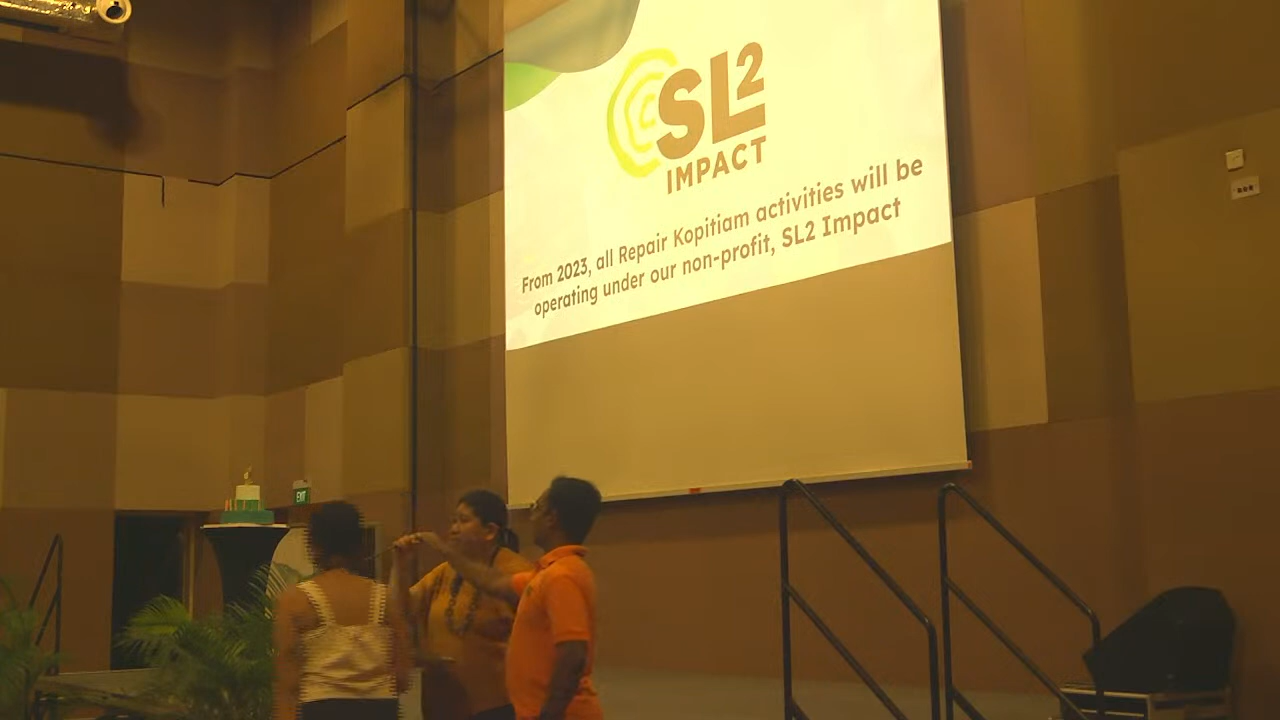 SL2
IMPACT
From 2023, all Repair Kopitiam activities will be
operating under our non-profit, SL2 Impact
EXIT